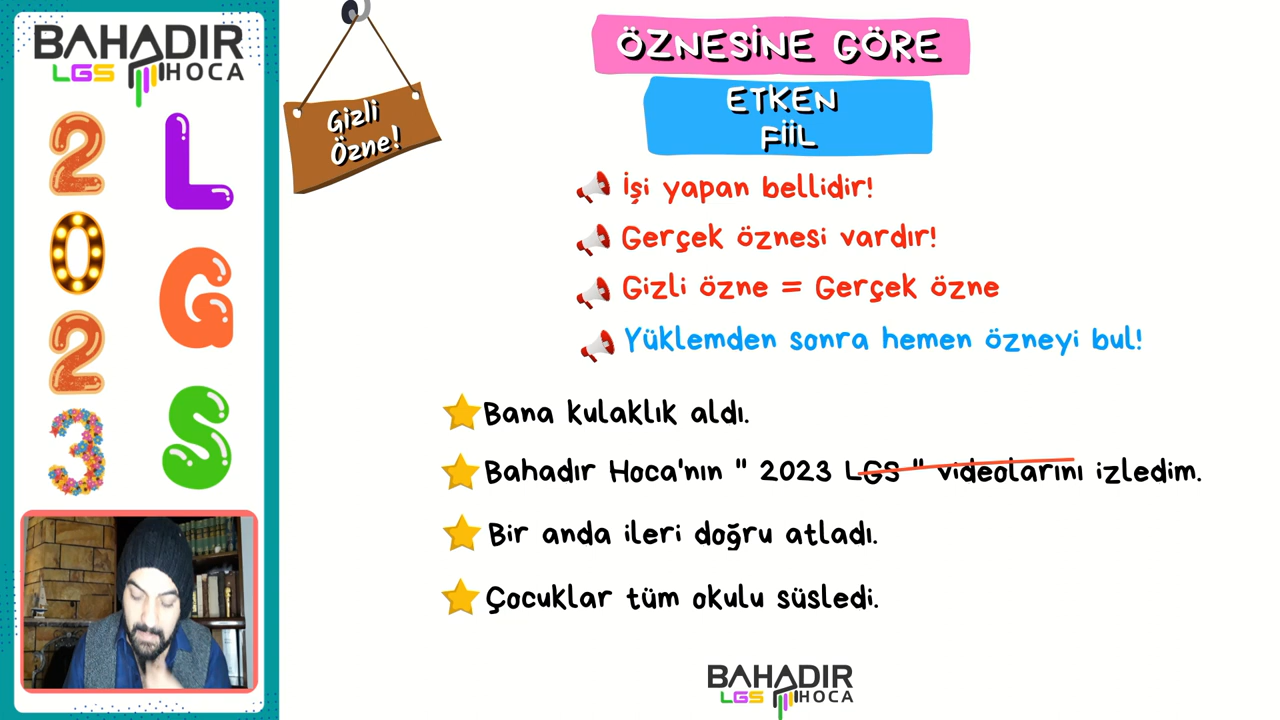 BAHADIR
LGS HOCA
2
0
2
3
L
G
S
Gizli
Özne!
ÖZNESİNE GÖRE
ETKEN
FİİL
İşi yapan bellidir!
Gerçek öznesi vardır!
Gizli özne = Gerçek özne
Yüklemden sonra hemen özneyi bul!
Bana kulaklık aldı.
Bahadır Hoca'nın " 2023 LGS " videolarını izledim.
Bir anda ileri doğru atladı.
Çocuklar tüm okulu süsledi.
BAHADIR
LGS HOCA